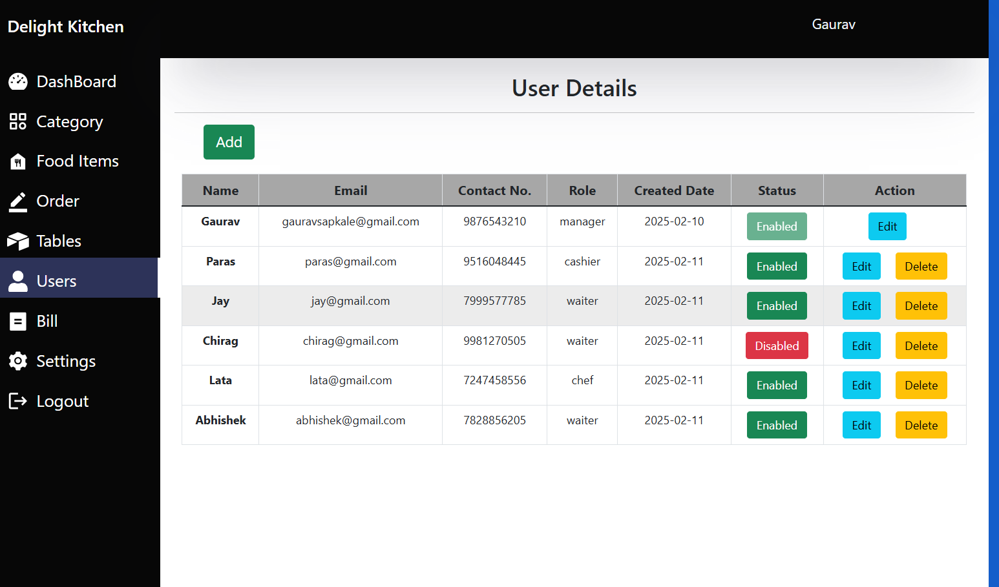 Delight Kitchen
Gaurav
DashBoard
Category
Food Items
Order
Tables
Users
Bill
Settings
Logout
User Details
Add
Name Email Contact No. Role Created Date Status Action
Gaurav gauravsapkale@gmail.com 9876543210 manager 2025-02-10 Enabled Edit
Paras paras@gmail.com 9516048445 cashier 2025-02-11 Enabled Edit Delete
Jay jay@gmail.com 7999577785 waiter 2025-02-11 Enabled Edit Delete
Chirag chirag@gmail.com 9981270505 waiter 2025-02-11 Disabled Edit Delete
Lata lata@gmail.com 7247458556 chef 2025-02-11 Enabled Edit Delete
Abhishek abhishek@gmail.com 7828856205 waiter 2025-02-11 Enabled Edit Delete